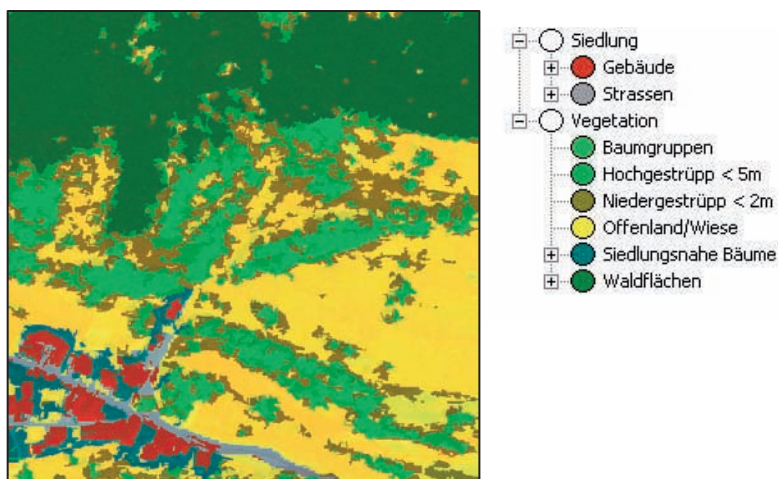 Siedlung
Gebäude
Strassen
Vegetation
Baumgruppen
Hochgestrüpp < 5m
Niedergestrüpp < 2m
Offenland/Wiese
Siedlungsnahe Bäume
Waldflächen